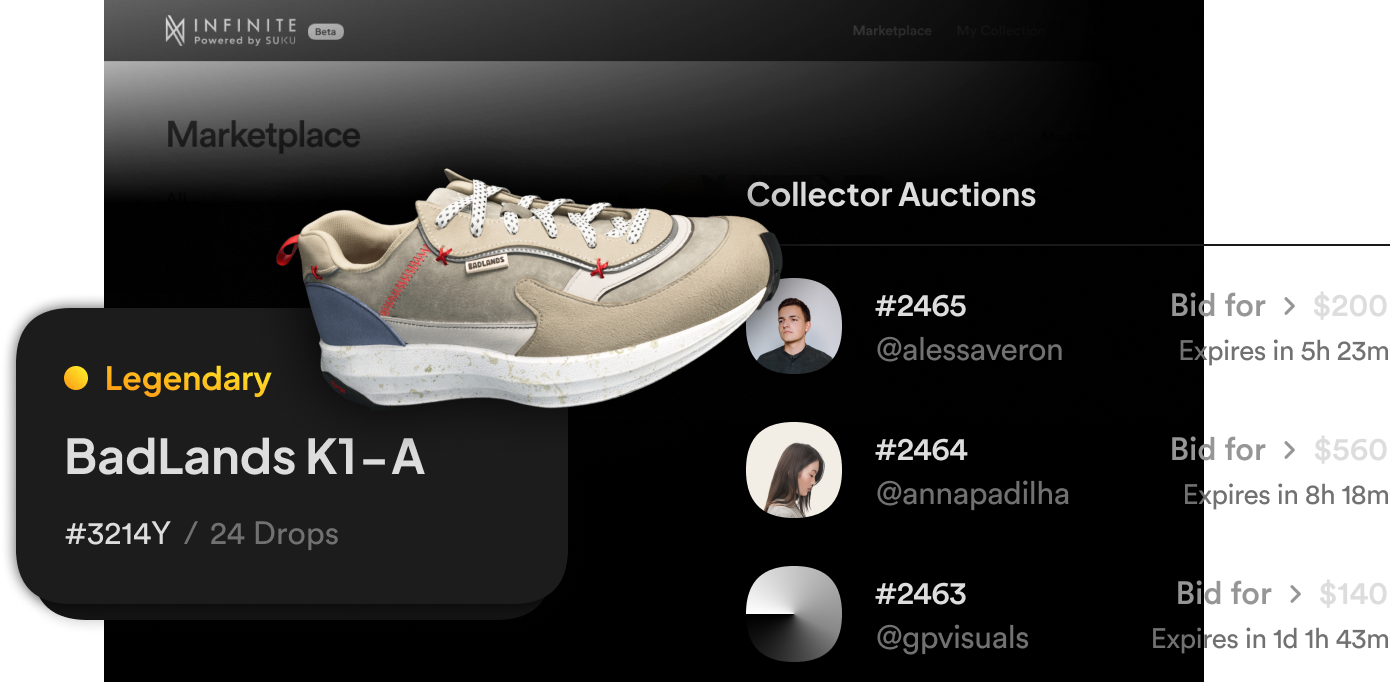 INFINITE
Powered by SUKU
Beta
Marketplace
My Collection
Marketplace
All
Collector Auctions
BADLANDS
#2465
Bid for > $200
@alessaveron
Expires in 5h 23m
Legendary
BadLands K1–A
#3214Y / 24 Drops
#2464
Bid for > $560
@annapadilha
Expires in 8h 18m
#2463
Bid for > $140
@gpvisuals
Expires in 1d 1h 43m